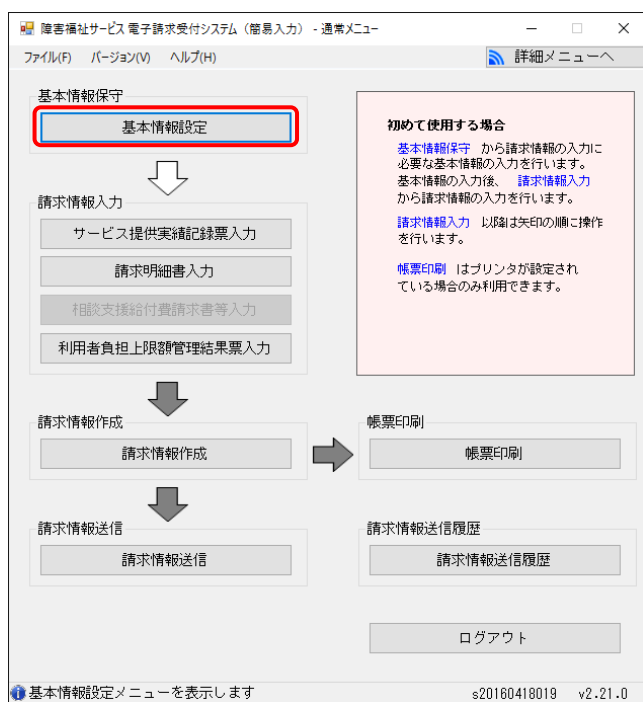 障害福祉サービス 電子請求受付システム（簡易入力） - 通常メニュー
ファイル(F) バージョン(V) ヘルプ(H)
詳細メニューへ
基本情報保守
基本情報設定
請求情報入力
サービス提供実績記録票入力
請求明細書入力
相談支援給付費請求書等入力
利用者負担上限額管理結果票入力
初めて使用する場合
基本情報保守 から請求情報の入力に
必要な基本情報の入力を行います。
基本情報の入力後、 請求情報入力
から請求情報の入力を行います。
請求情報入力 以降は矢印の順に操作
を行います。
帳票印刷 はプリンタが設定され
ている場合のみ利用できます。
請求情報作成
請求情報作成
帳票印刷
帳票印刷
請求情報送信
請求情報送信
請求情報送信履歴
請求情報送信履歴
ログアウト
基本情報設定メニューを表示します
s20160418019 v2.21.0